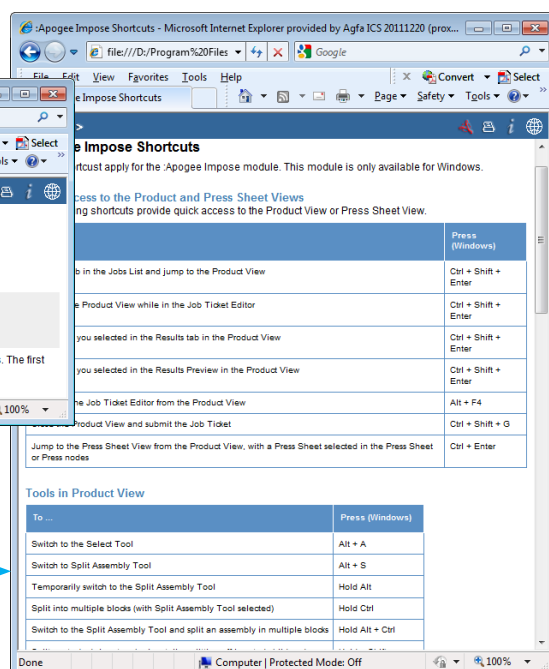 :Apogee Impose Shortcuts - Microsoft Internet Explorer provided by Agfa ICS 20111220 (prox...
file:///D:/Program%20Files
Google
File Edit View Favorites Tools Help
Convert
Select
e Impose Shortcuts
Page Safety Tools
>
e Impose Shortcuts
rtcust apply for the :Apogee Impose module. This module is only available for Windows.
cess to the Product and Press Sheet Views
ng shortcuts provide quick access to the Product View or Press Sheet View.
Press (Windows)
b in the Jobs List and jump to the Product View
Ctrl + Shift + Enter
e Product View while in the Job Ticket Editor
Ctrl + Shift + Enter
you selected in the Results tab in the Product View
Ctrl + Shift + Enter
you selected in the Results Preview in the Product View
Ctrl + Shift + Enter
he Job Ticket Editor from the Product View
Alt + F4
Product View and submit the Job Ticket
Ctrl + Shift + G
Jump to the Press Sheet View from the Product View, with a Press Sheet selected in the Press Sheet or Press nodes
Ctrl + Enter
Tools in Product View
To ...
Press (Windows)
Switch to the Select Tool
Alt + A
Switch to Split Assembly Tool
Alt + S
Temporarily switch to the Split Assembly Tool
Hold Alt
Split into multiple blocks (with Split Assembly Tool selected)
Hold Ctrl
Switch to the Split Assembly Tool and split an assembly in multiple blocks
Hold Alt + Ctrl
Done
Computer | Protected Mode: Off
100%
Select
ols
. The first
100%